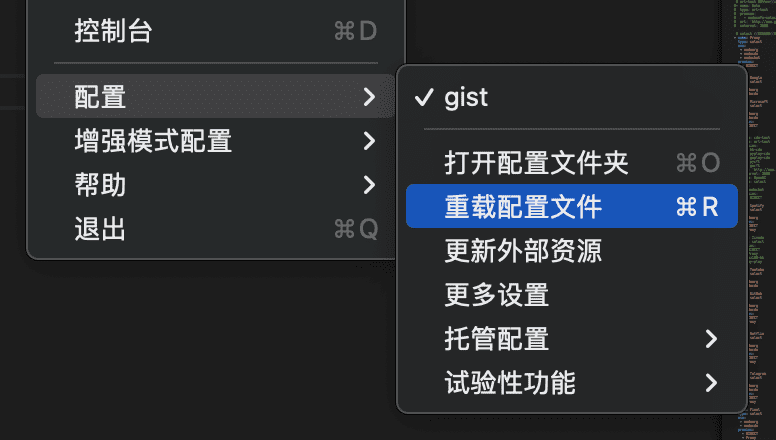 控制台 ⌘D
配置
增强模式配置
帮助
退出 ⌘Q
gist
打开配置文件夹 ⌘O
重载配置文件 ⌘R
更新外部资源
更多设置
托管配置
试验性功能